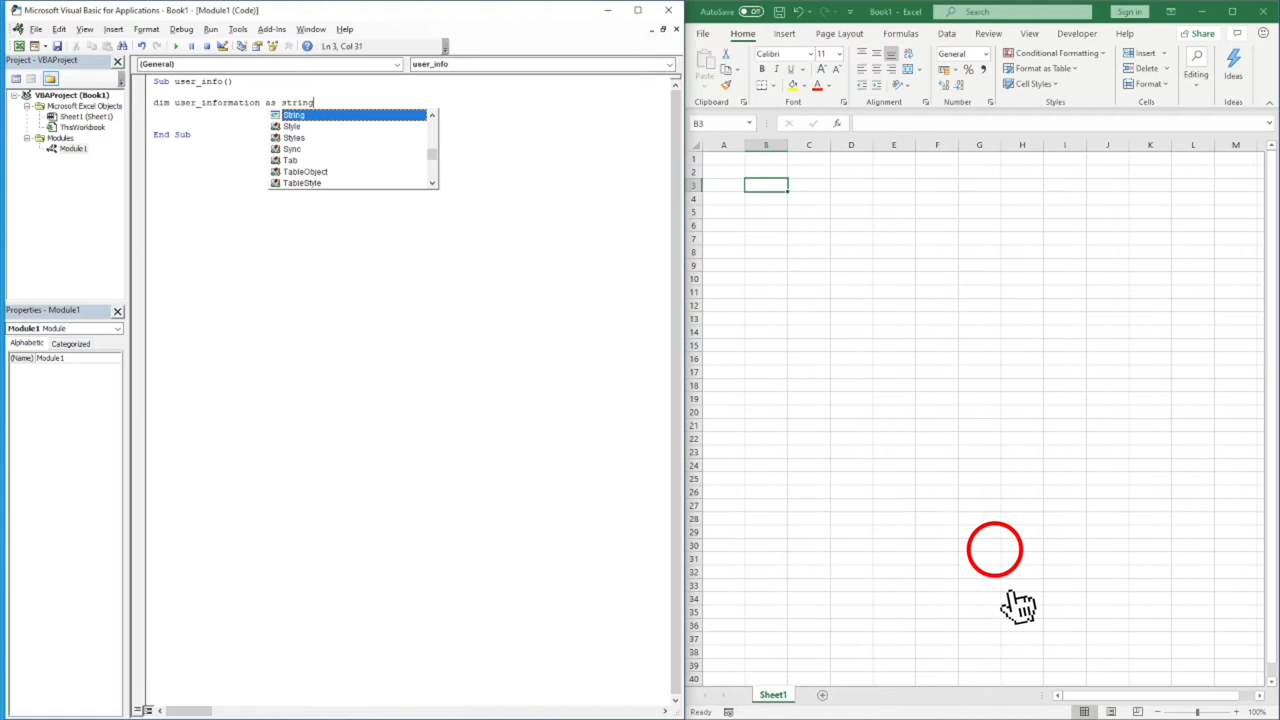 Microsoft Visual Basic for Applications - Book1 - [Module1 (Code)]
File Edit View Insert Format Debug Run Tools Add-Ins Window Help
Ln 3, Col 31
Project - VBAProject
VBAProject (Book1)
Microsoft Excel Objects
Sheet1 (Sheet1)
ThisWorkbook
Modules
Module1
Properties - Module1
Module1 Module
Alphabetic Categorized
(Name) Module1
(General) user_info
Sub user_info()
dim user_information as string
String
Style
Styles
Sync
Tab
TableObject
TableStyle
End Sub
AutoSave Off Book1 - Excel Search Sign in
File Home Insert Page Layout Formulas Data Review View Developer Help Share
Calibri 11 General Conditional Formatting Insert
B I U Format as Table Delete Editing Ideas
Cell Styles Format
Clipboard Font Alignment Number Styles Cells Ideas
B3 fx
A B C D E F G H I J K L M
1
2
3
4
5
6
7
8
9
10
11
12
13
14
15
16
17
18
19
20
21
22
23
24
25
26
27
28
29
30
31
32
33
34
35
36
37
38
39
40
Sheet1
Ready 100%